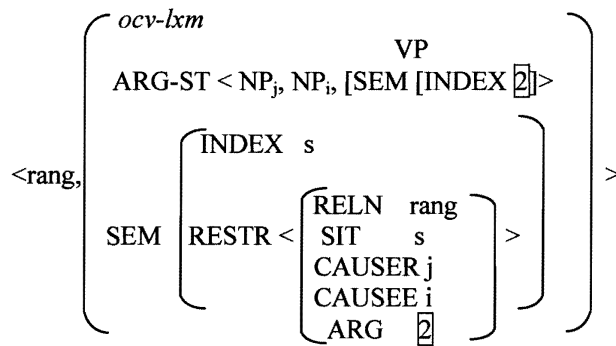 ocv-lxm
VP
ARG-ST < NPj, NPi, [SEM [INDEX 2]>
INDEX s
<rang,
>
RELN rang
SEM RESTR < SIT s >
CAUSER j
CAUSEE i
ARG 2